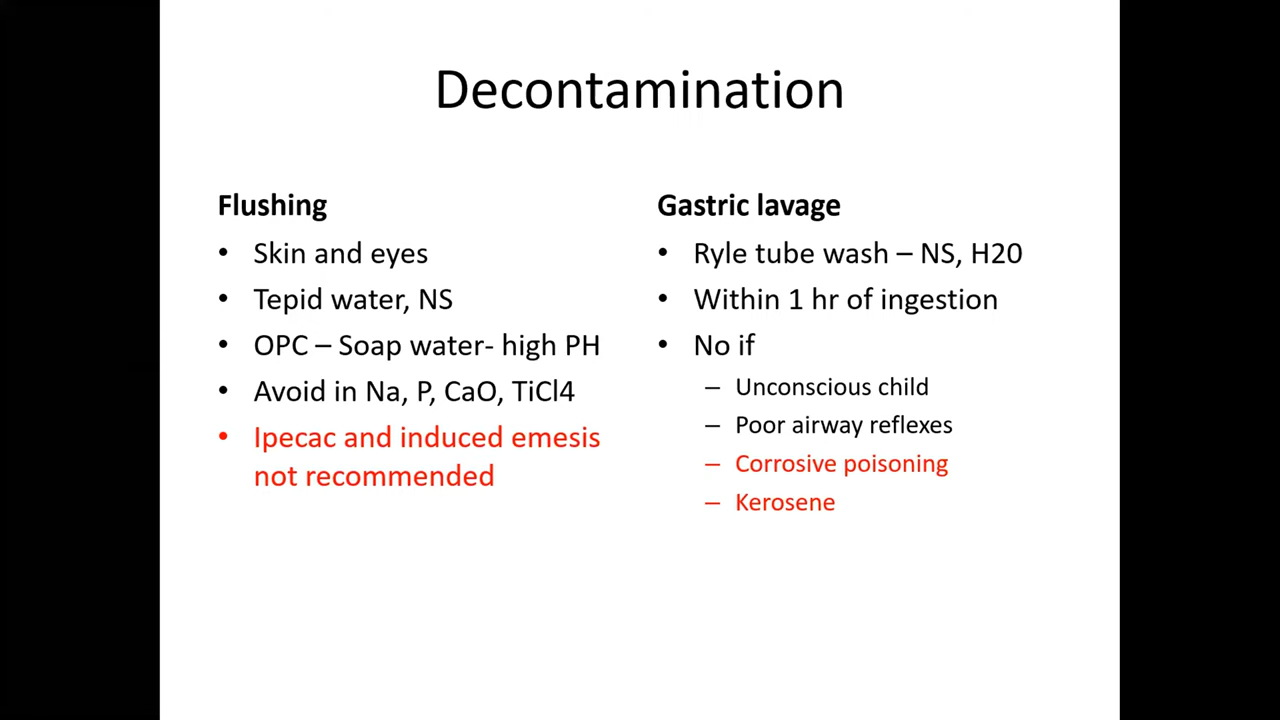 Decontamination
Flushing
• Skin and eyes
• Tepid water, NS
• OPC – Soap water- high PH
• Avoid in Na, P, CaO, TiCl4
• Ipecac and induced emesis
not recommended
Gastric lavage
• Ryle tube wash – NS, H20
• Within 1 hr of ingestion
• No if
– Unconscious child
– Poor airway reflexes
– Corrosive poisoning
– Kerosene